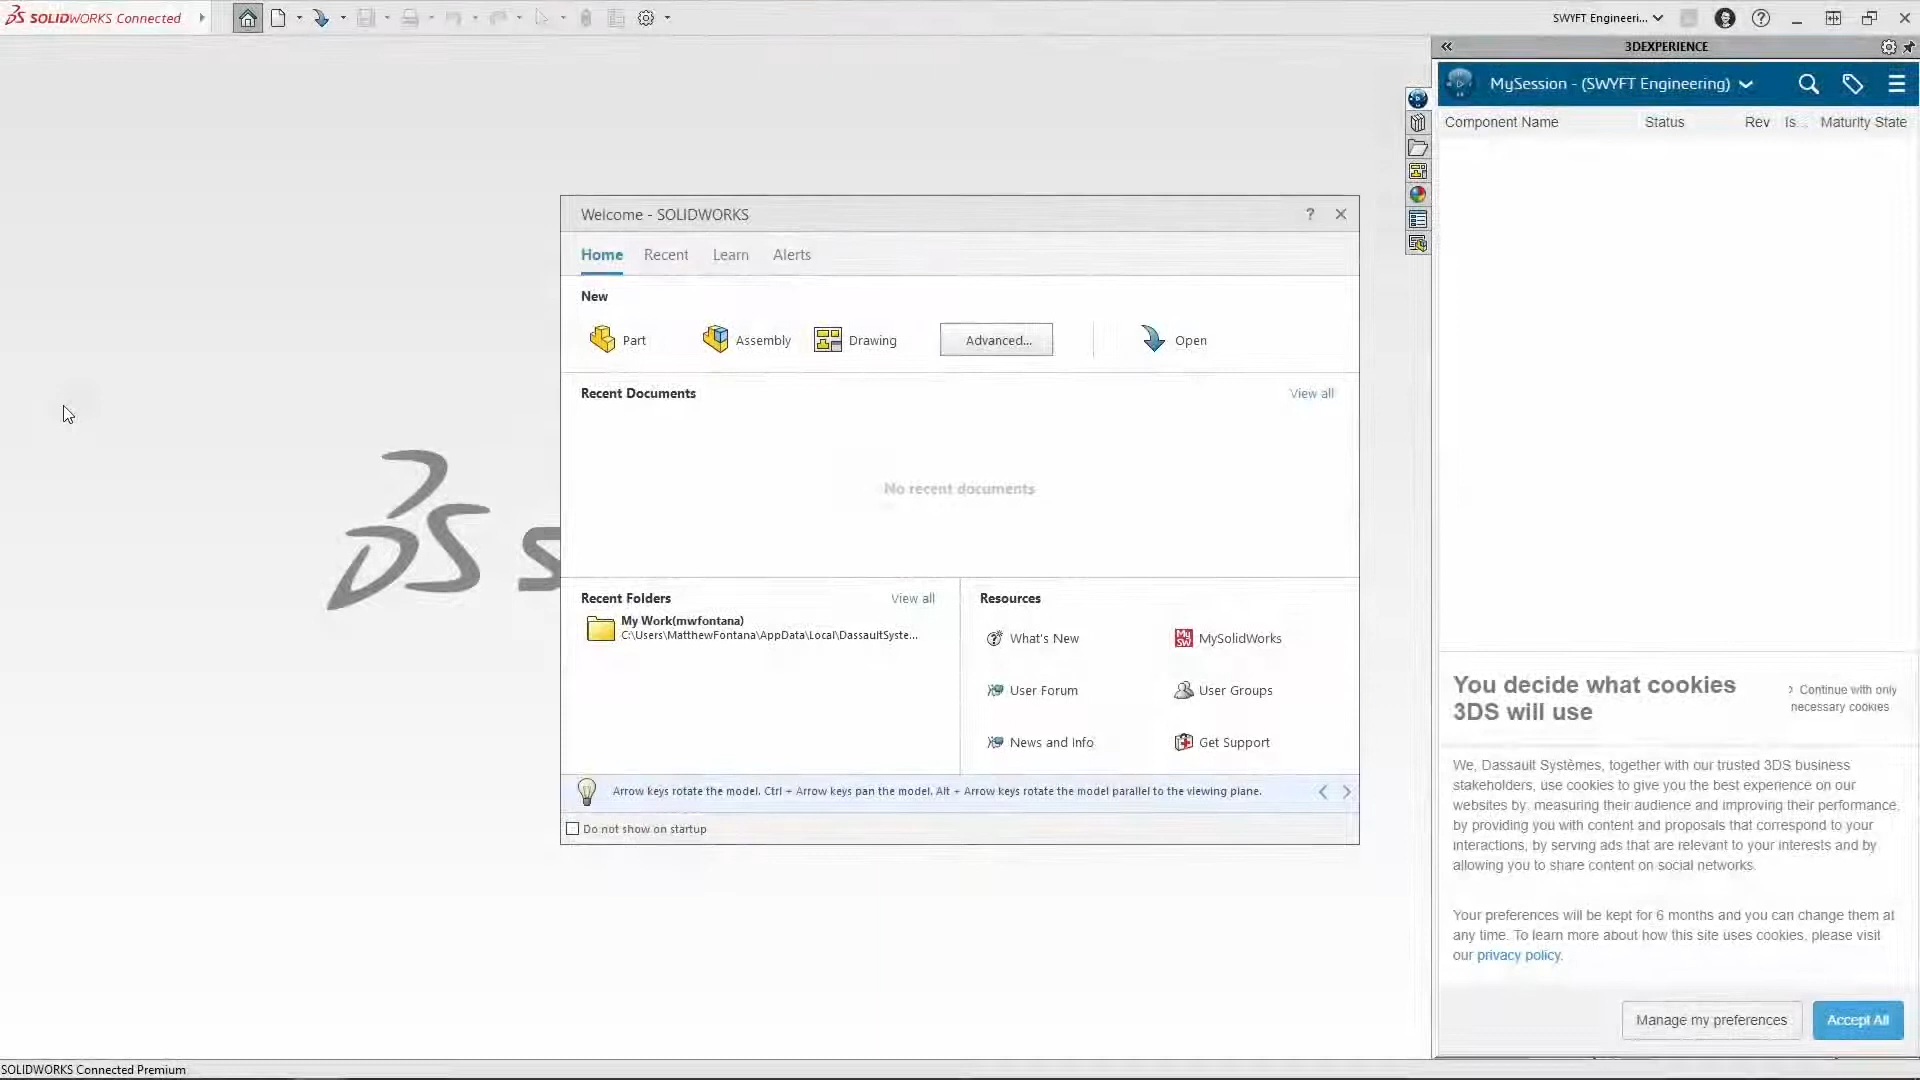 SOLIDWORKS Connected
SWYFT Engineeri...
3DEXPERIENCE
MySession - (SWYFT Engineering)
Component Name Status Rev Is... Maturity State
Welcome - SOLIDWORKS
?
Home Recent Learn Alerts
New
Part Assembly Drawing Advanced... Open
Recent Documents View all
No recent documents
Recent Folders View all
My Work(mwfontana)
C:\Users\MatthewFontana\AppData\Local\DassaultSyste...
Resources
What's New MySolidWorks
User Forum User Groups
News and Info Get Support
Arrow keys rotate the model. Ctrl + Arrow keys pan the model. Alt + Arrow keys rotate the model parallel to the viewing plane.
Do not show on startup
You decide what cookies
3DS will use
Continue with only
necessary cookies
We, Dassault Systèmes, together with our trusted 3DS business
stakeholders, use cookies to give you the best experience on our
websites by: measuring their audience and improving their performance,
by providing you with content and proposals that correspond to your
interactions, by serving ads that are relevant to your interests and by
allowing you to share content on social networks.
Your preferences will be kept for 6 months and you can change them at
any time. To learn more about how this site uses cookies, please visit
our privacy policy.
Manage my preferences Accept All
SOLIDWORKS Connected Premium